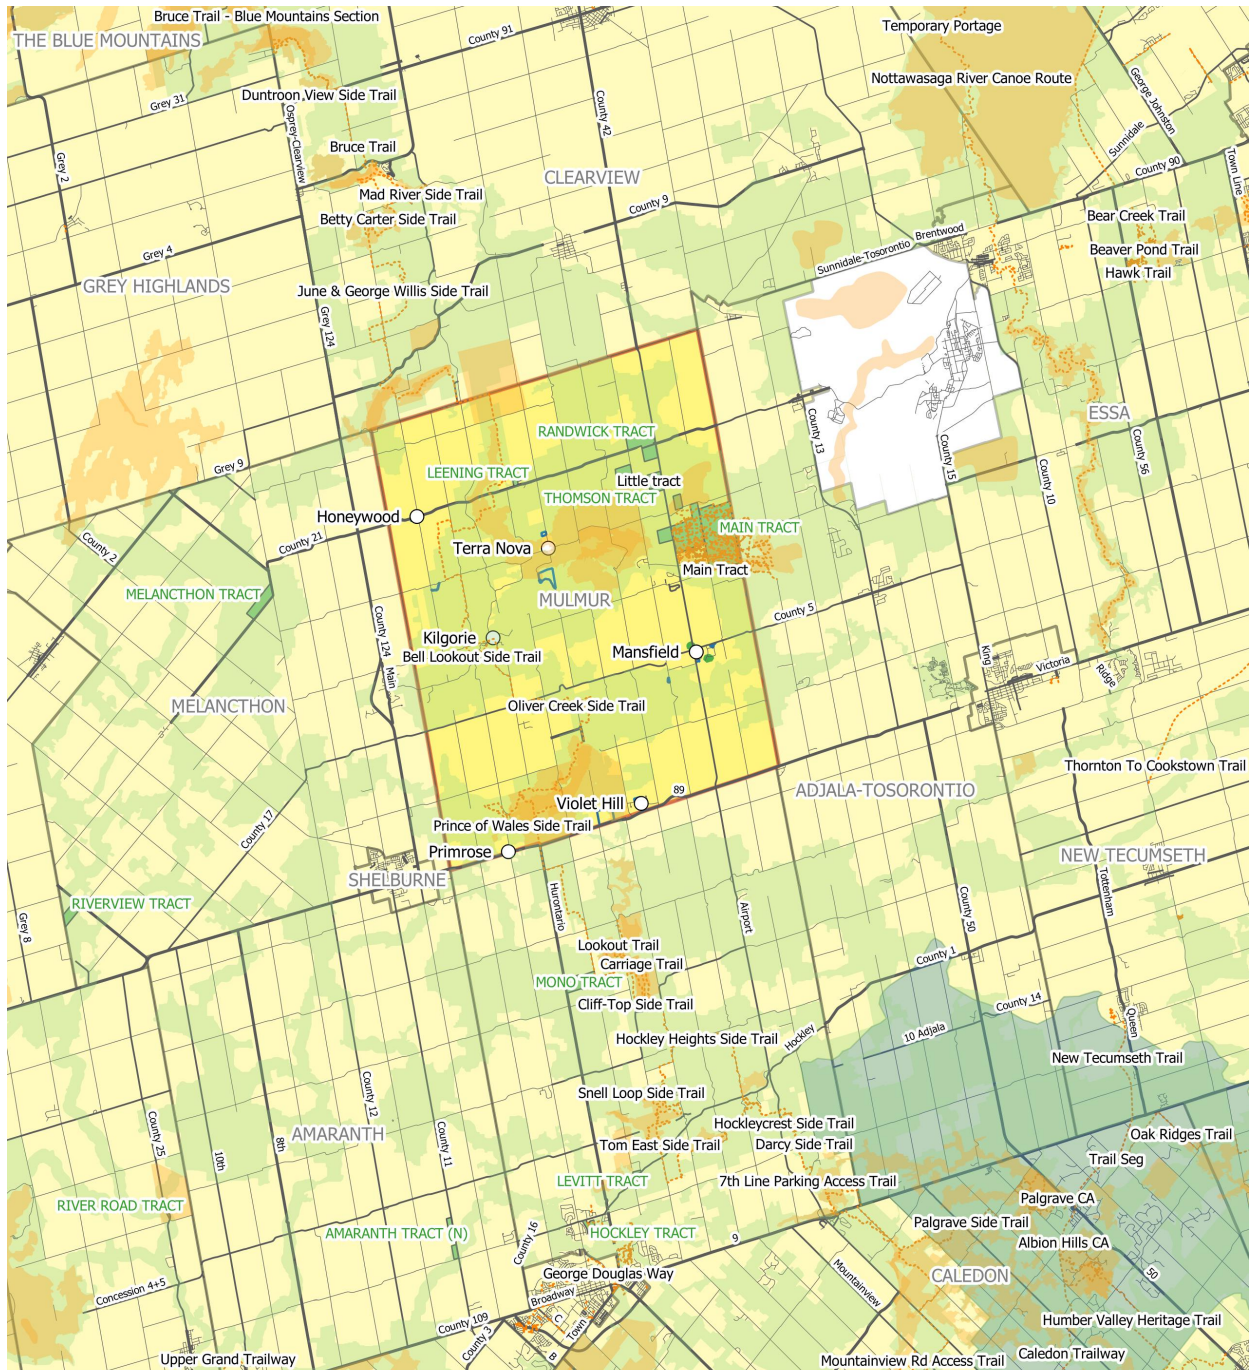 Bruce Trail - Blue Mountains Section
Temporary Portage
County 91
THE BLUE MOUNTAINS
Nottawasaga River Canoe Route
George Johnston
Duntroon View Side Trail
Grey 31
County 42
Osprey-Clearview
Sunnidale
Bruce Trail
Grey 2
County 90
Town Line
CLEARVIEW
Mad River Side Trail
County 9
Betty Carter Side Trail
Bear Creek Trail
Brentwood
Grey 4
Sunnidale-Tosorontio
Beaver Pond Trail
Hawk Trail
GREY HIGHLANDS
June & George Willis Side Trail
Grey 124
ESSA
RANDWICK TRACT
County 13
County 56
Grey 9
LEENING TRACT
County 15
Little tract
County 10
THOMSON TRACT
Honeywood
MAIN TRACT
County 2
County 21
Terra Nova
Main Tract
MELANCTHON TRACT
MULMUR
County 5
County 124
Kilgorie
Mansfield
Bell Lookout Side Trail
King
Victoria
Ridge
Main
MELANCTHON
Oliver Creek Side Trail
Thornton To Cookstown Trail
89
ADJALA-TOSORONTIO
Violet Hill
Prince of Wales Side Trail
County 17
Primrose
NEW TECUMSETH
SHELBURNE
Tottenham
RIVERVIEW TRACT
Hurontario
Airport
County 50
Grey 8
Lookout Trail
County 1
Carriage Trail
MONO TRACT
Cliff-Top Side Trail
County 14
Queen
10 Adjala
Hockley
Hockley Heights Side Trail
New Tecumseth Trail
Snell Loop Side Trail
County 12
Hockleycrest Side Trail
AMARANTH
Oak Ridges Trail
County 25
8th
County 11
Tom East Side Trail
Darcy Side Trail
10th
Trail Seg
LEVITT TRACT
7th Line Parking Access Trail
RIVER ROAD TRACT
Palgrave CA
Palgrave Side Trail
AMARANTH TRACT (N)
County 16
HOCKLEY TRACT
9
Albion Hills CA
George Douglas Way
Mountainview
CALEDON
50
Concession 4+5
Broadway
County 109
C
Town
Humber Valley Heritage Trail
County 3
B
Upper Grand Trailway
Mountainview Rd Access Trail
Caledon Trailway